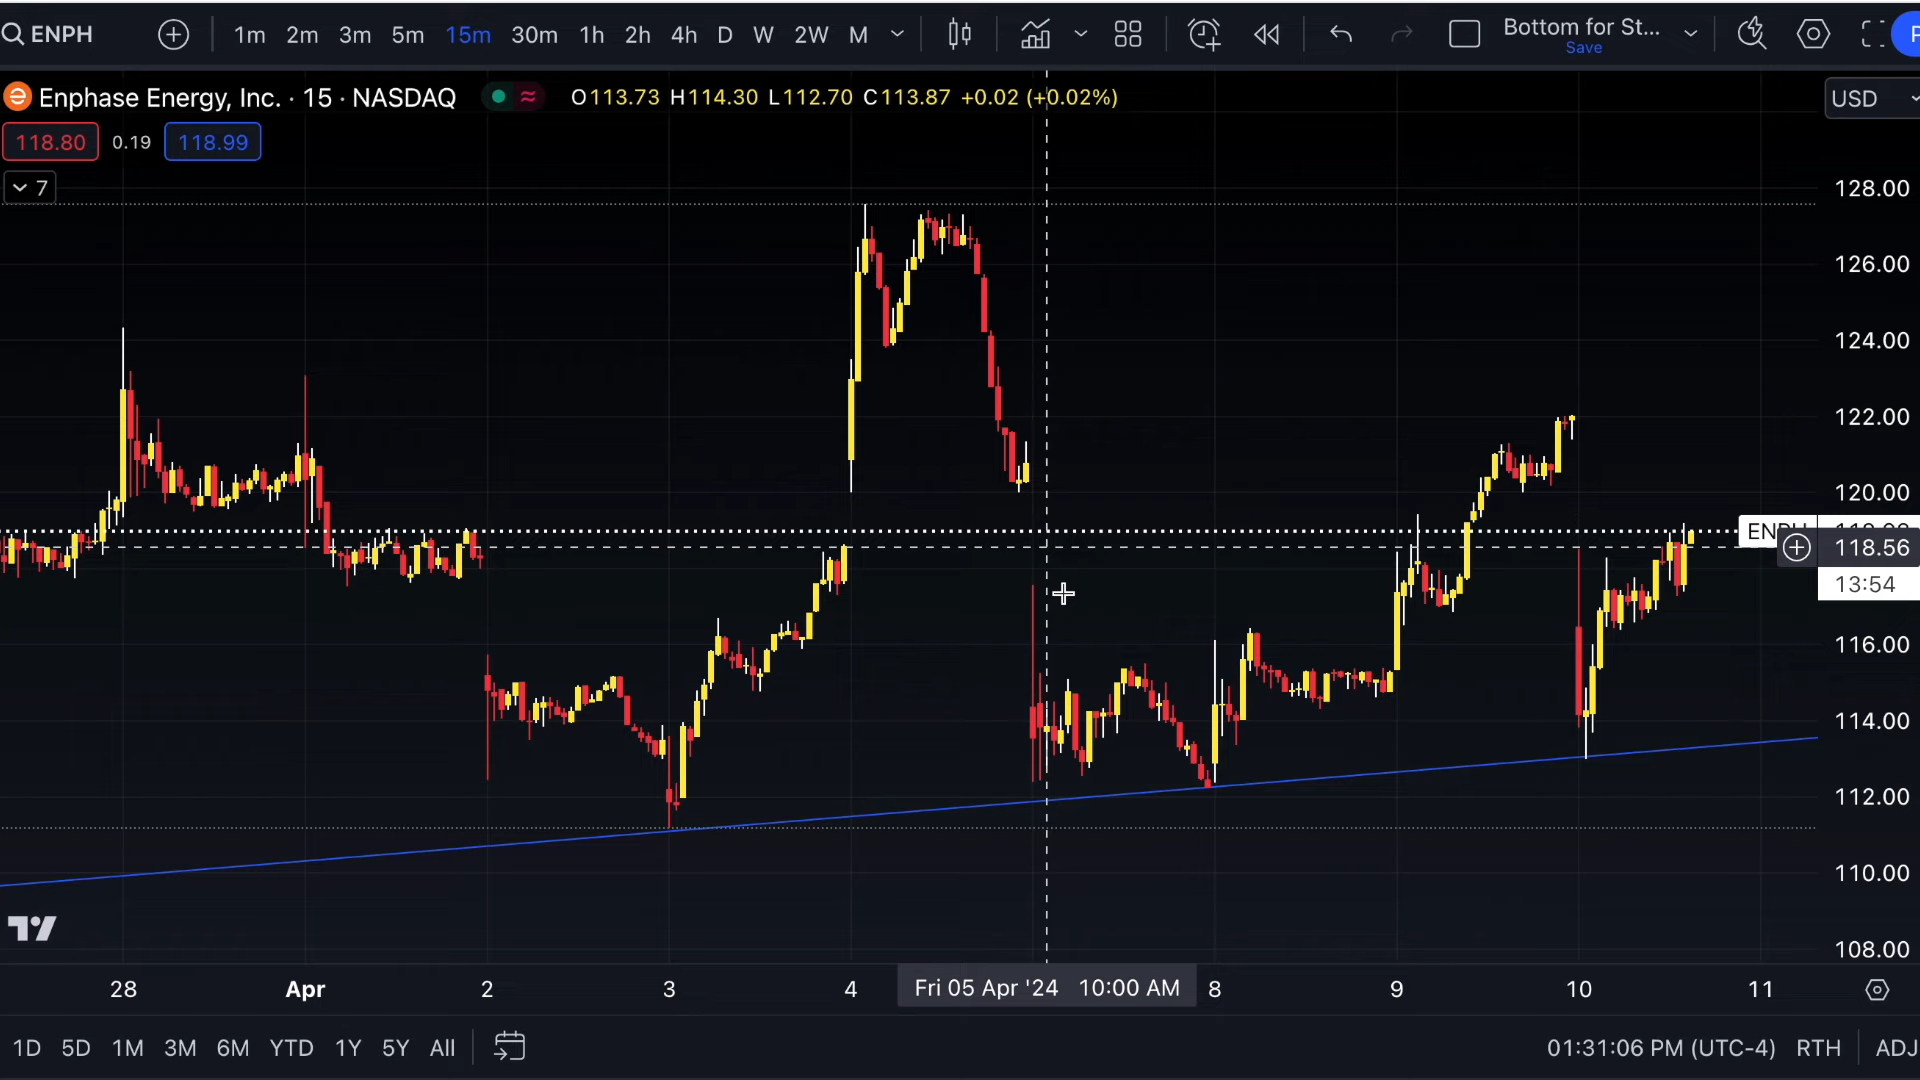 ENPH 1m 2m 3m 5m 15m 30m 1h 2h 4h D W 2W M Bottom for St...
Save
Enphase Energy, Inc. · 15 · NASDAQ O113.73 H114.30 L112.70 C113.87 +0.02 (+0.02%)
USD
118.80 0.19 118.99
7
128.00
126.00
124.00
122.00
120.00
118.56
13:54
116.00
114.00
112.00
110.00
108.00
28 Apr 2 3 4 Fri 05 Apr '24 10:00 AM 8 9 10 11
1D 5D 1M 3M 6M YTD 1Y 5Y All 01:31:06 PM (UTC-4) RTH ADJ